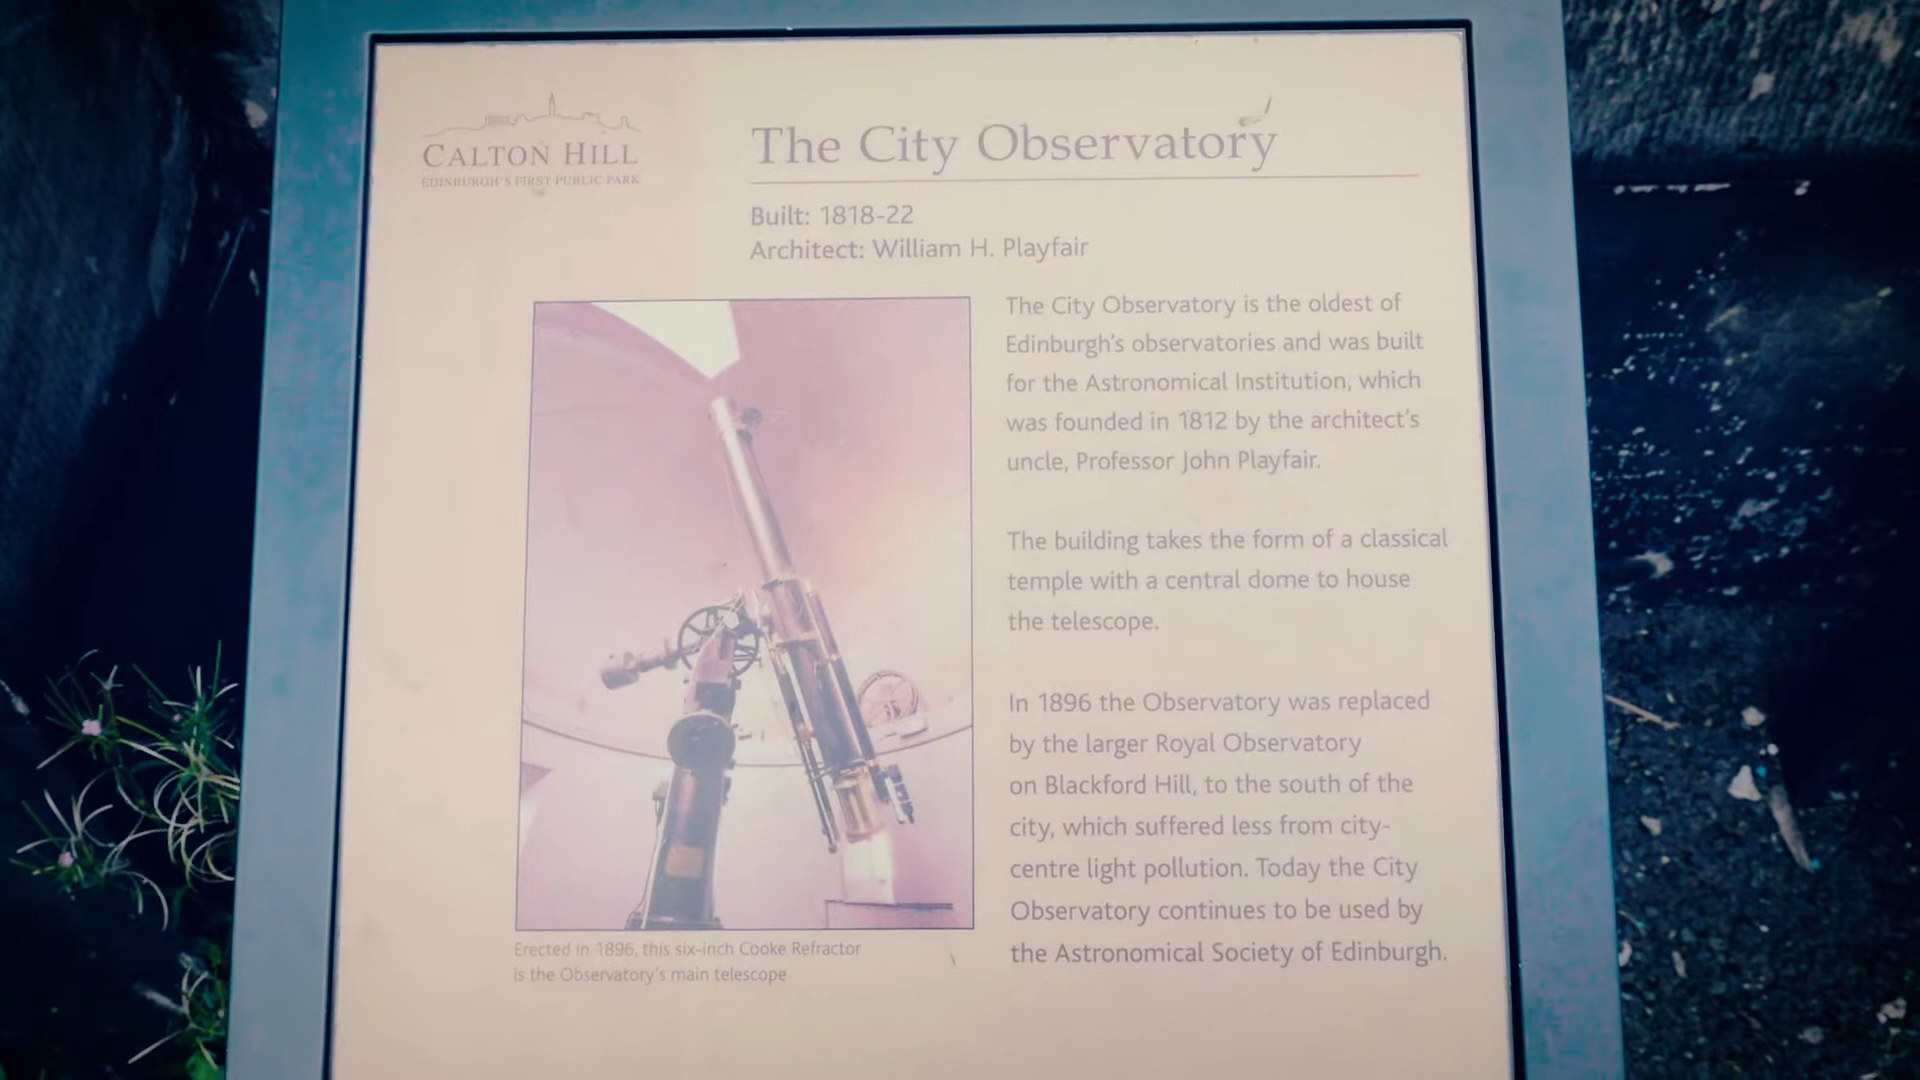 CALTON HILL
EDINBURGH'S FIRST PUBLIC PARK
The City Observatory
Built: 1818-22
Architect: William H. Playfair
The City Observatory is the oldest of
Edinburgh's observatories and was built
for the Astronomical Institution, which
was founded in 1812 by the architect's
uncle, Professor John Playfair.
The building takes the form of a classical
temple with a central dome to house
the telescope.
In 1896 the Observatory was replaced
by the larger Royal Observatory
on Blackford Hill, to the south of the
city, which suffered less from city-
centre light pollution. Today the City
Observatory continues to be used by
the Astronomical Society of Edinburgh.
Erected in 1896, this six-inch Cooke Refractor
is the Observatory's main telescope